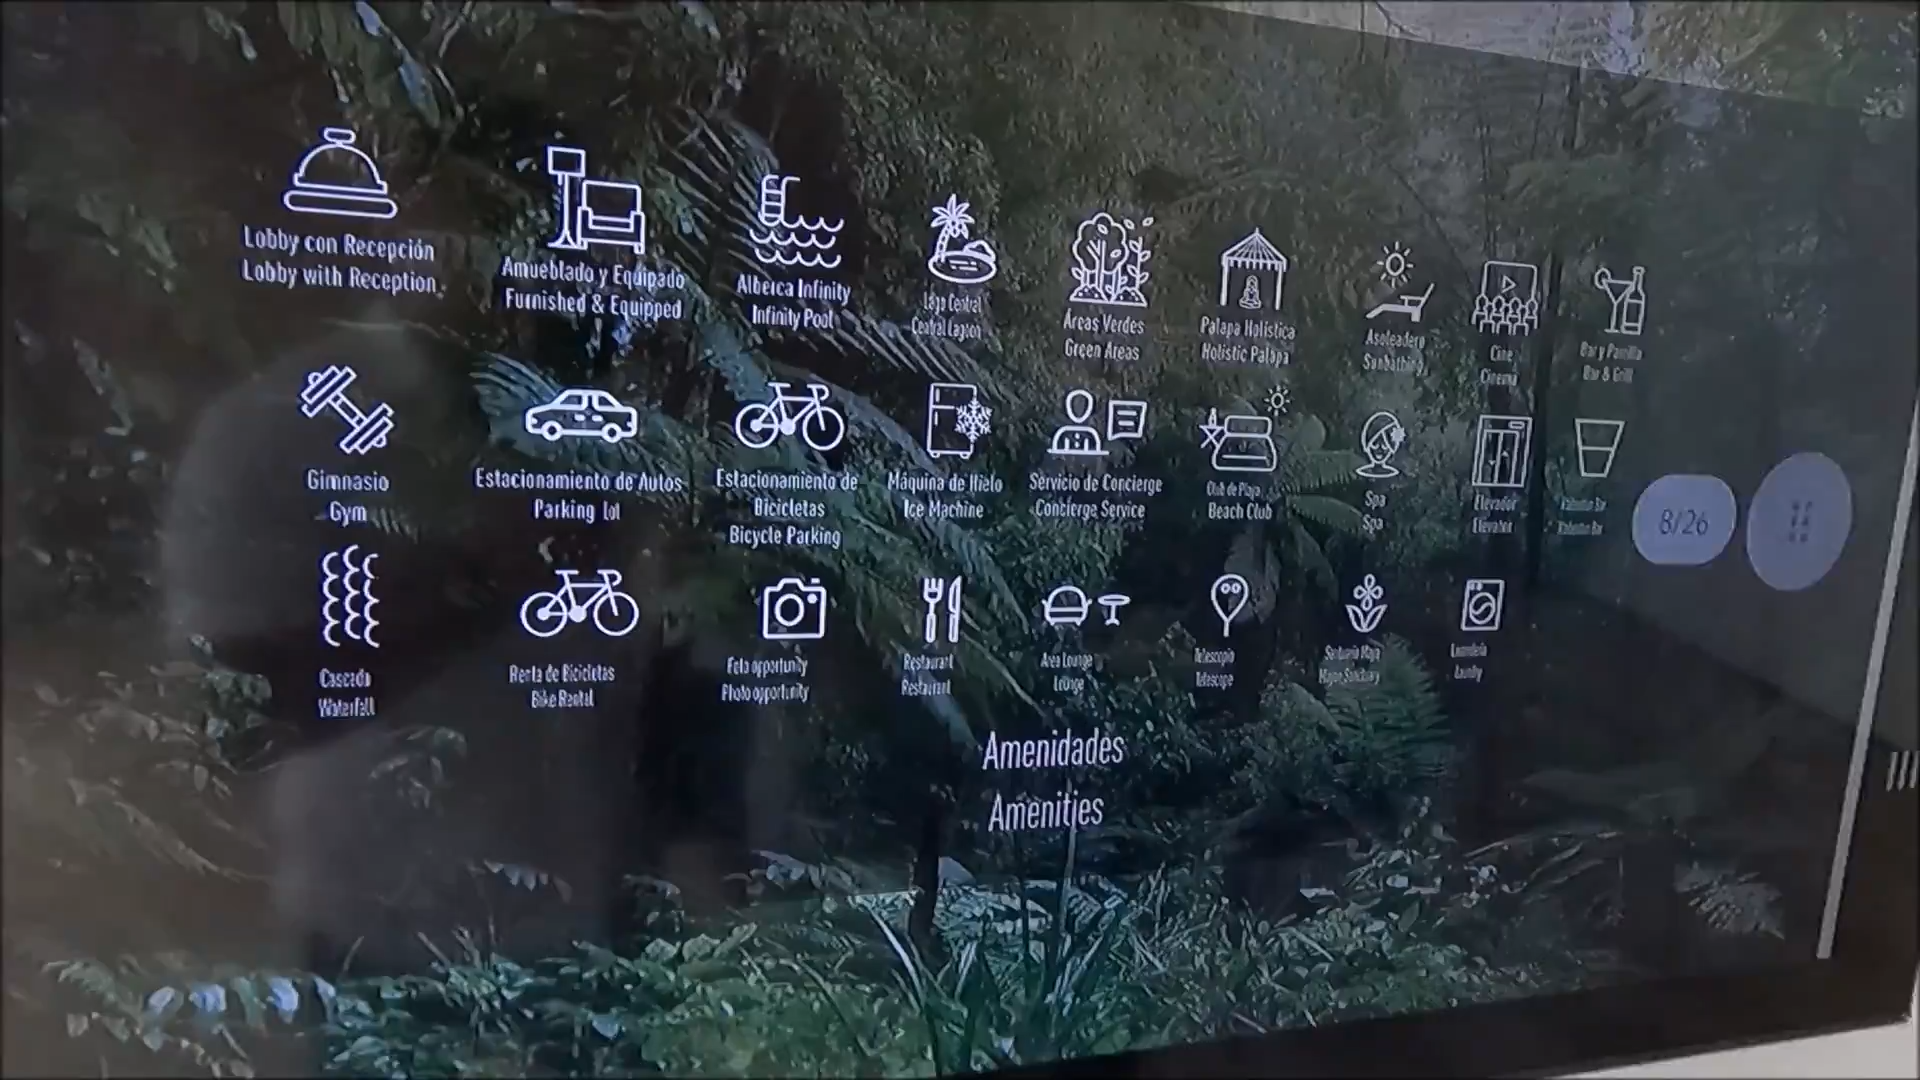 Lobby con Recepción
Lobby with Reception
Amueblado y Equipado
Furnished & Equipped
Alberca Infinity
Infinity Pool
Lago Central
Central Lagoon
Áreas Verdes
Green Areas
Palapa Holística
Holistic Palapa
Asoleadero
Sunbathing
Cine
Cinema
Bar y Parrilla
Bar & Grill
Gimnasio
Gym
Estacionamiento de Autos
Parking Lot
Estacionamiento de
Bicicletas
Bicycle Parking
Máquina de Hielo
Ice Machine
Servicio de Concierge
Concierge Service
Club de Playa
Beach Club
Spa
Spa
Elevador
Elevator
8/26
Cascada
Waterfall
Renta de Bicicletas
Bike Rental
Foto opportunity
Photo opportunity
Restaurant
Restaurant
Area Lounge
Lounge
Telescopio
Telescope
Santuario Maya
Sanctuary
Lavandería
Laundry
Amenidades
Amenities